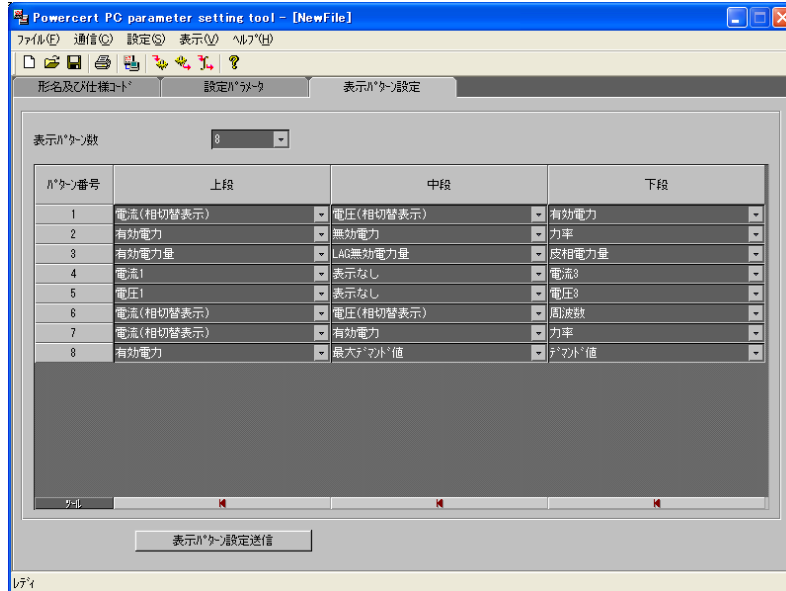 Powercert PC parameter setting tool - [NewFile]
ﾌｧｲﾙ(F) 通信(C) 設定(S) 表示(V) ﾍﾙﾌﾟ(H)
形名及び仕様ｺｰﾄﾞ 設定ﾊﾟﾗﾒｰﾀ 表示ﾊﾟﾀｰﾝ設定
表示ﾊﾟﾀｰﾝ数 8
ﾊﾟﾀｰﾝ番号 上段 中段 下段
1 電流(相切替表示) 電圧(相切替表示) 有効電力
2 有効電力 無効電力 力率
3 有効電力量 LAG無効電力量 皮相電力量
4 電流1 表示なし 電流3
5 電圧1 表示なし 電圧3
6 電流(相切替表示) 電圧(相切替表示) 周波数
7 電流(相切替表示) 有効電力 力率
8 有効電力 最大ﾃﾞﾏﾝﾄﾞ値 ﾃﾞﾏﾝﾄﾞ値
ﾂｰﾙ
表示ﾊﾟﾀｰﾝ設定送信
ﾚﾃﾞｨ